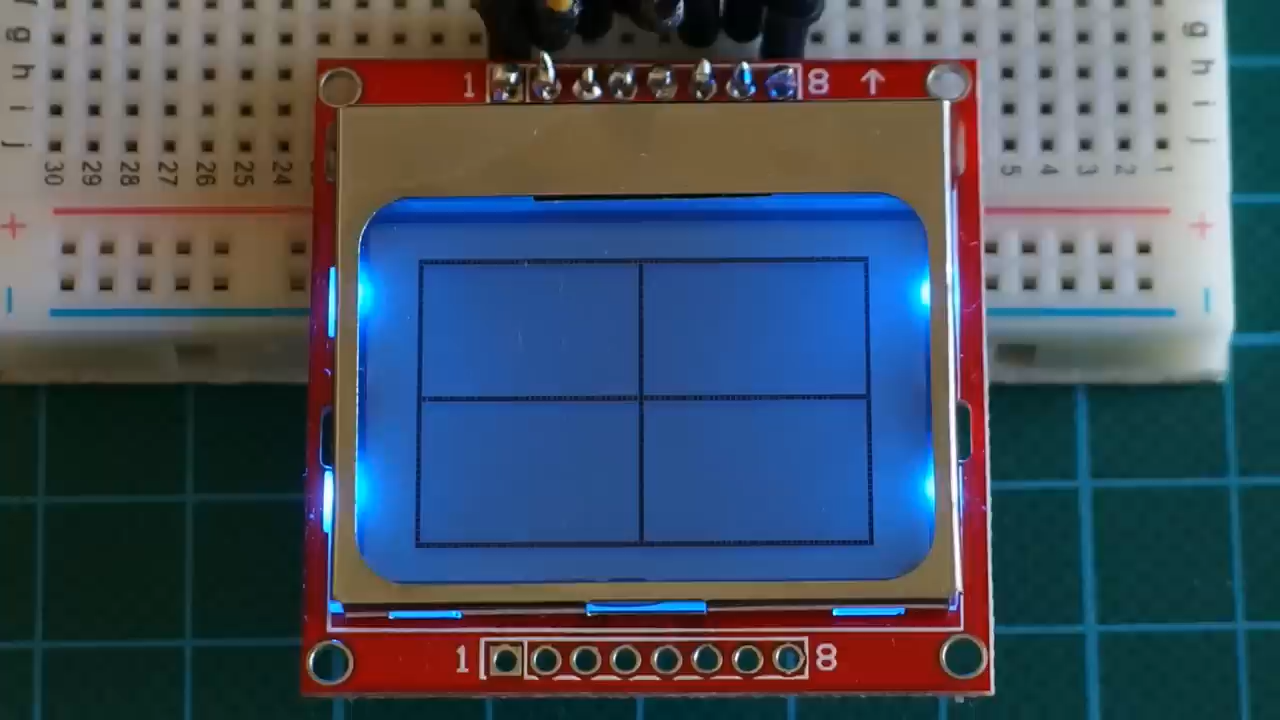 g g
h h
i i
j j
1 8 ↑
30 29 28 27 26 25 24 5 4 3 2 1
+ +
- -
1 8